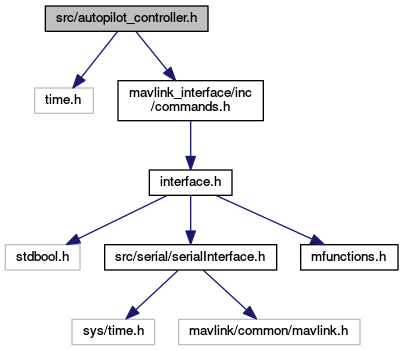 src/autopilot_controller.h
time.h
mavlink_interface/inc
/commands.h
interface.h
stdbool.h
src/serial/serialInterface.h
mfunctions.h
sys/time.h
mavlink/common/mavlink.h